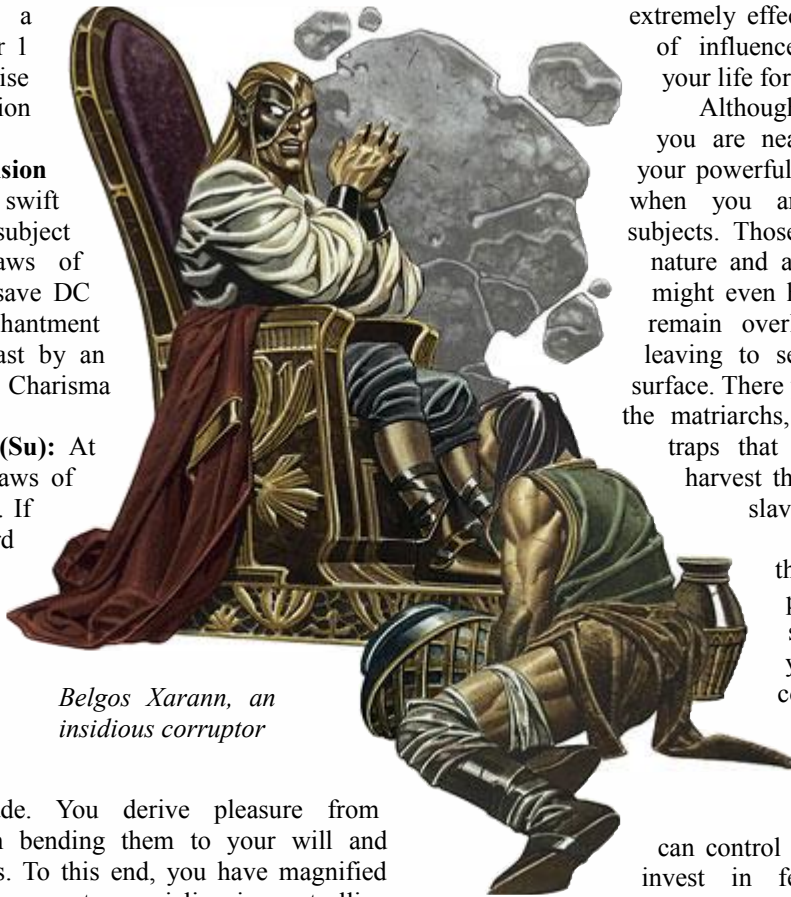 a
r 1
ise
ion
sion
swift
subject
aws of
save DC
chantment
ast by an
Charisma
(Su): At
aws of
. If
rd
Belgos Xarann, an
insidious corruptor
de. You derive pleasure from
bending them to your will and
s. To this end, you have magnified
extremely effec
of influence
your life for
Although
you are nea
your powerful
when you ar
subjects. Those
nature and a
might even
remain over
leaving to se
surface. There
the matriarchs,
traps that
harvest th
slav
th
p
s
y
co
can control
invest in fe